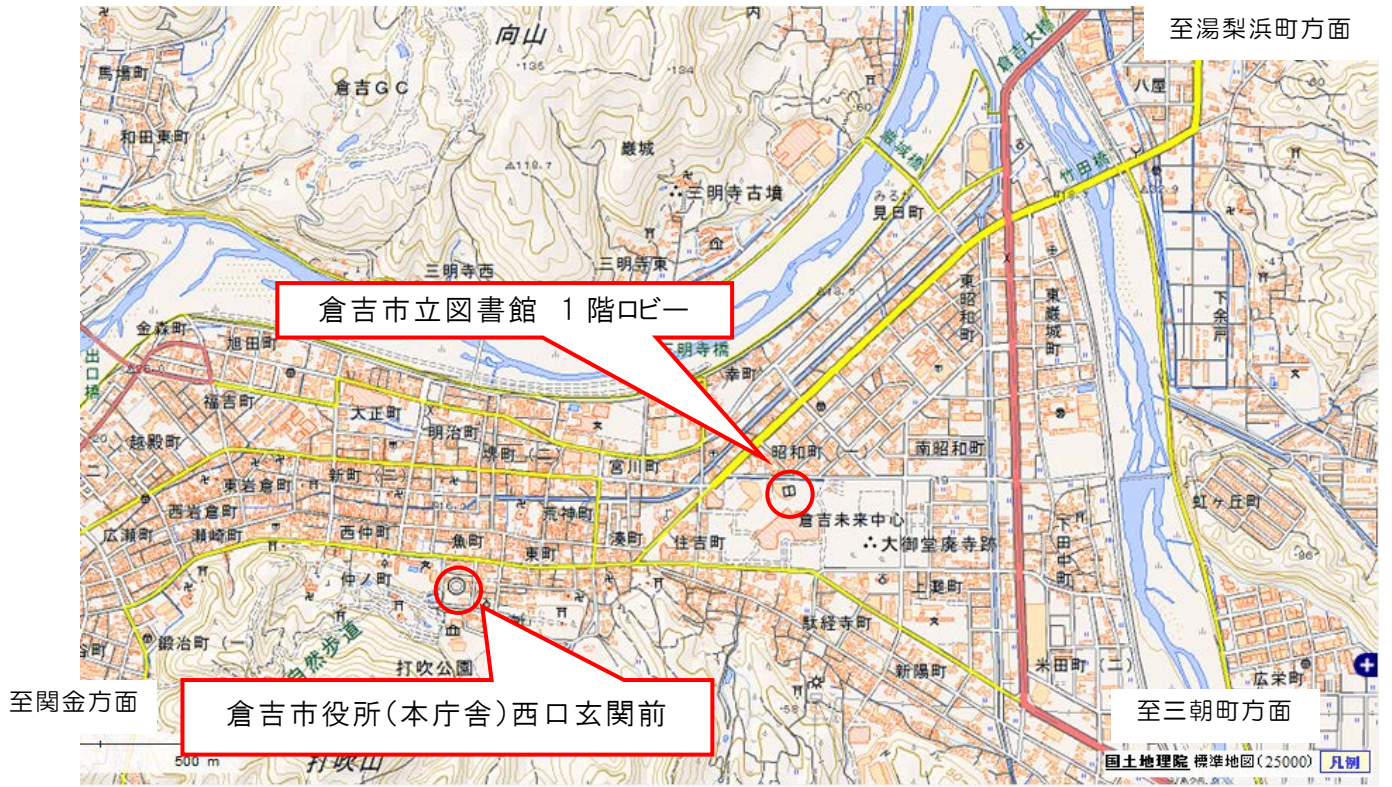 至湯梨浜町方面
向山
内
倉吉大橋
馬場町
・135
・134
倉吉GC
八屋
・60
和田東町
巌城
巌城橋
竹田橋
△118.7
∴三明寺古墳
みるか
見日町
三明寺西
三明寺東
東昭和町
東巌城町
下余戸
倉吉市立図書館 1階ロビー
金森町
旭田町
三明寺橋
出口橋
幸町
福吉町
大正町
明治町
越殿町
堺町(二)
昭和町(一)
南昭和町
宮川町
東岩倉町
新町(三)
西岩倉町
荒神町
虹ヶ丘町
広瀬町
瀬崎町
西仲町
魚町
東町
湊町
住吉町
倉吉未来中心
∴大御堂廃寺跡
下田中町
仲ノ町
上灘町
駄経寺町
鍛冶町(一)
自然歩道
打吹公園
新陽町
米田町(二)
広栄町
至関金方面
倉吉市役所(本庁舎)西口玄関前
至三朝町方面
500 m
打吹山
国土地理院 標準地図(25000)
凡例